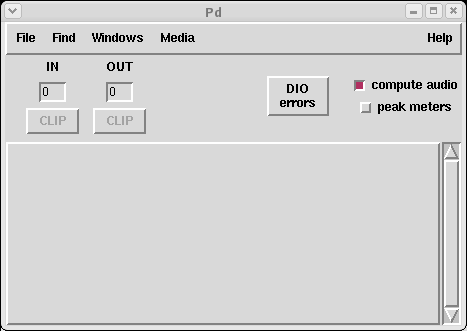 Pd
File Find Windows Media Help
IN OUT
0 0
CLIP CLIP
DIO
errors
compute audio
peak meters